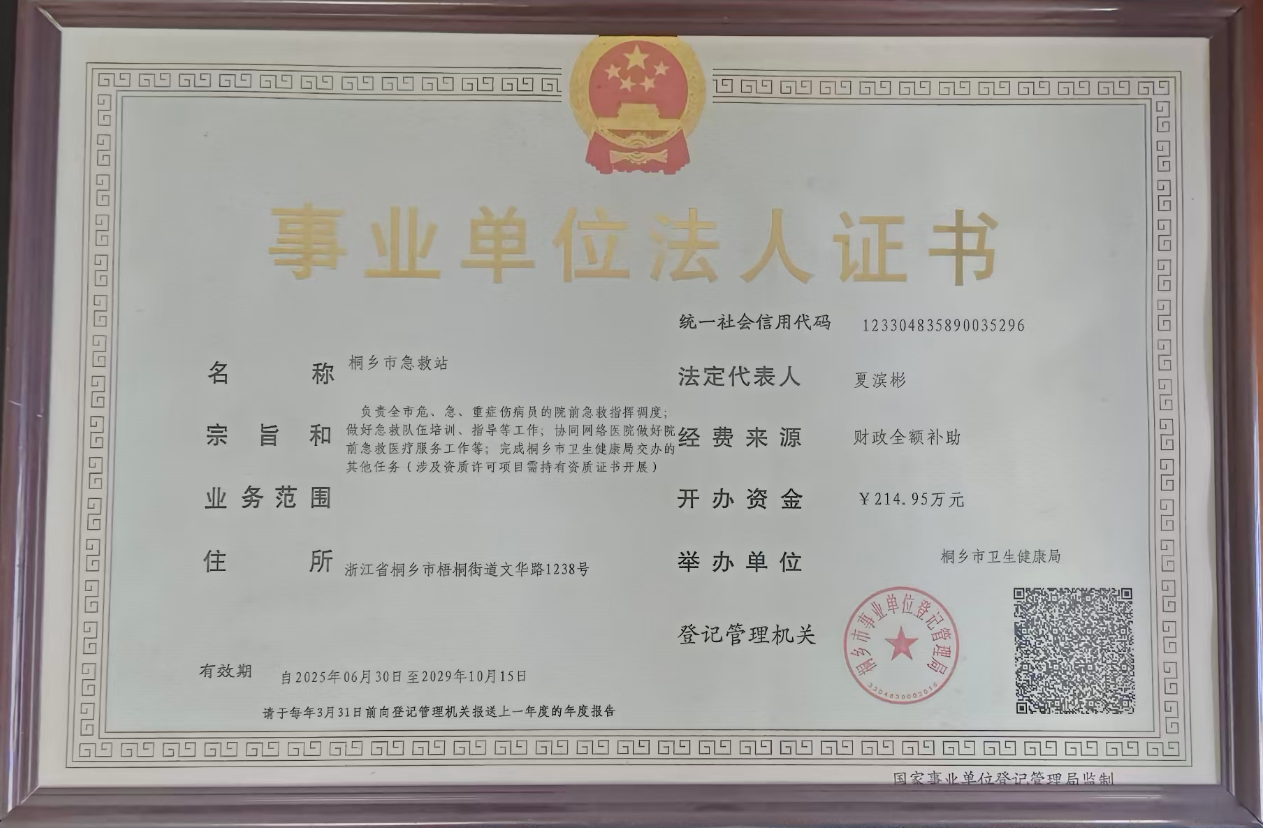 事业单位法人证书
统一社会信用代码 123304835890035296
名称 桐乡市急救站
法定代表人 夏滨彬
宗旨和
业务范围
负责全市危、急、重症伤病员的院前急救指挥调度；
做好急救队伍培训、指导等工作；协同网络医院做好院
前急救医疗服务工作等；完成桐乡市卫生健康局交办的
其他任务（涉及资质许可项目需持有资质证书开展）
经费来源 财政全额补助
开办资金 ￥214.95万元
住所 浙江省桐乡市梧桐街道文华路1238号
举办单位 桐乡市卫生健康局
登记管理机关
桐乡市事业单位登记管理局
有效期 自2025年06月30日至2029年10月15日
请于每年3月31日前向登记管理机关报送上一年度的年度报告
国家事业单位登记管理局监制